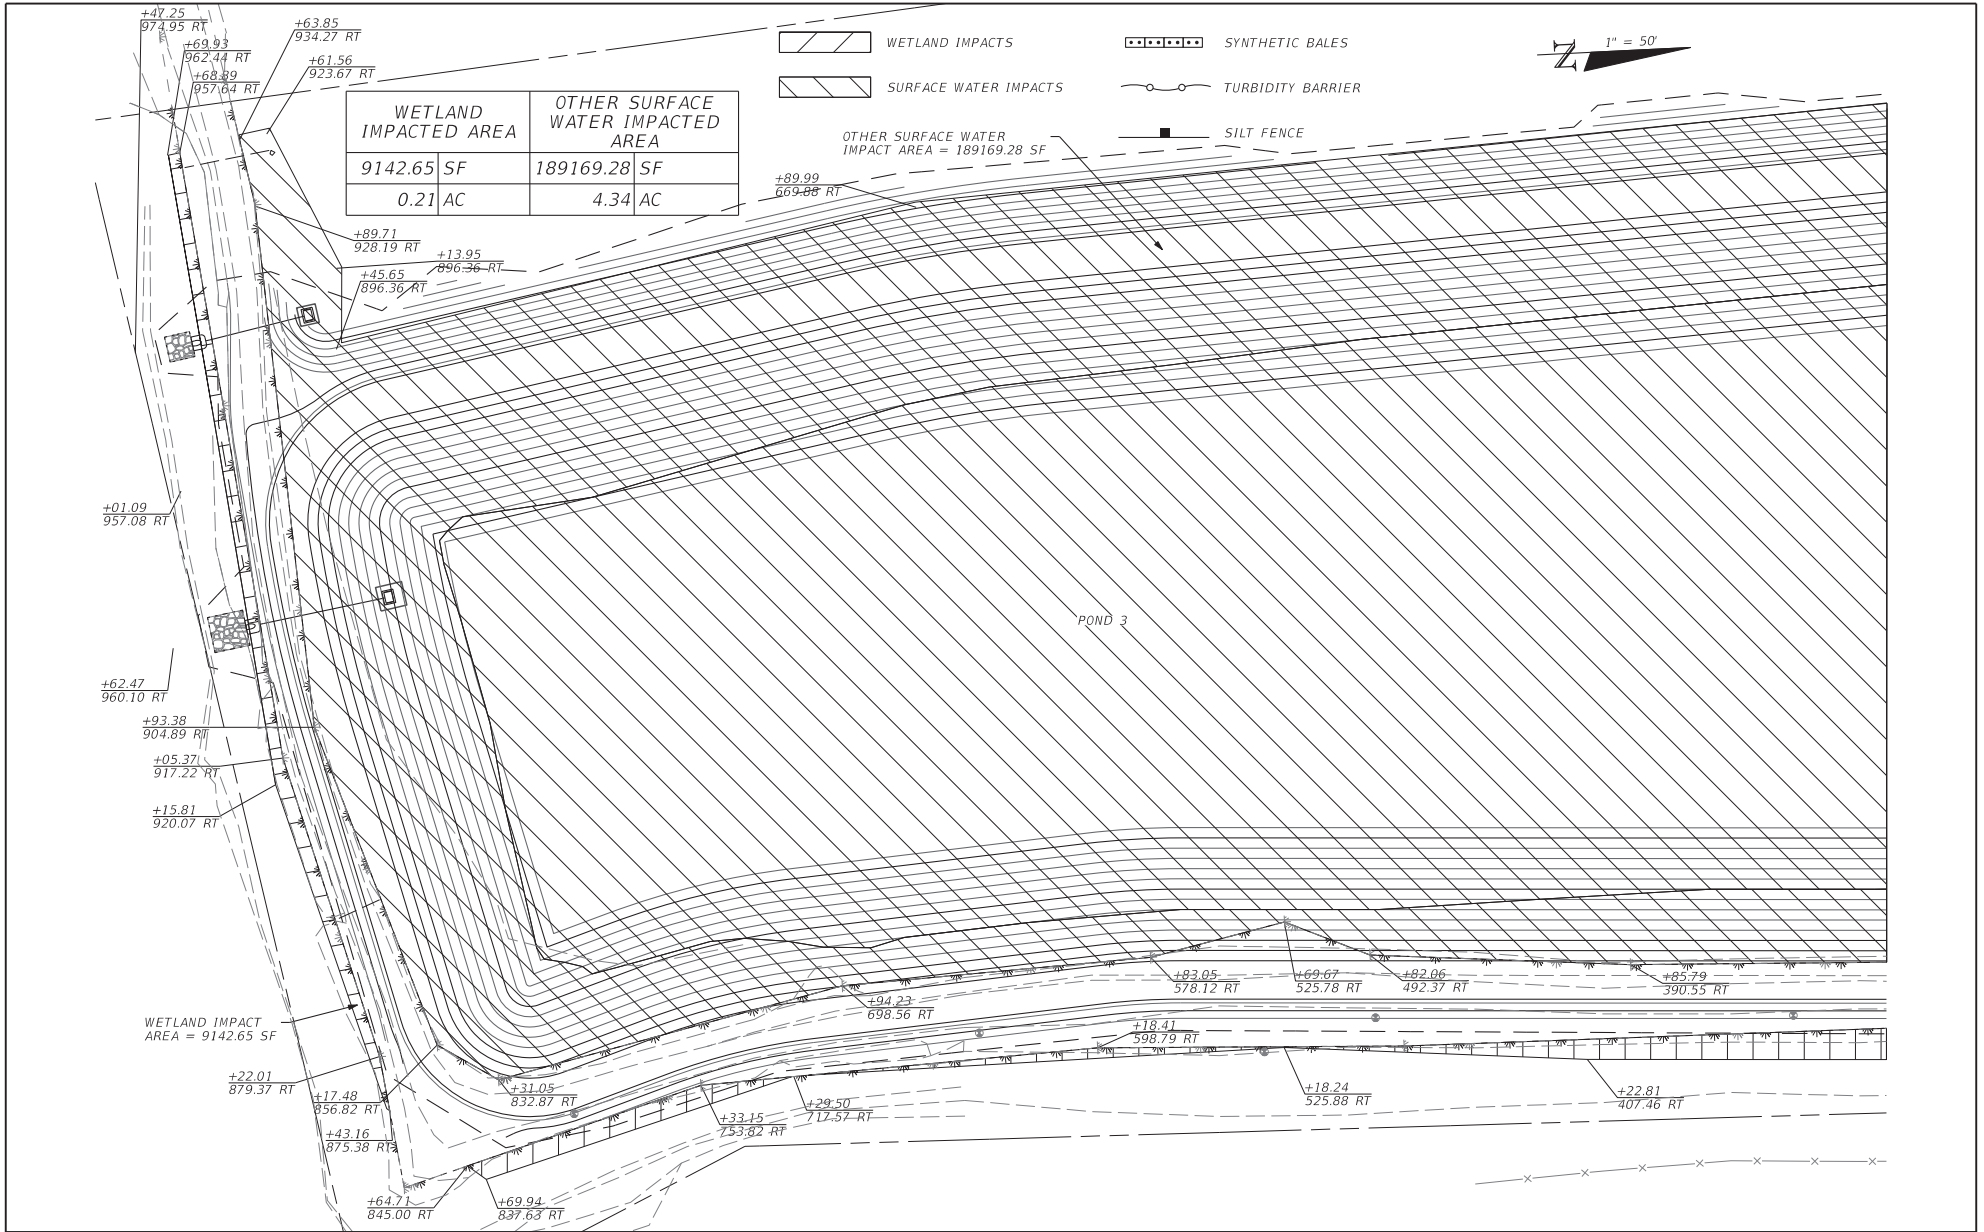 +47.25
974.95 RT
+69.93
962.44 RT
+68.89
957.64 RT
+63.85
934.27 RT
+61.56
923.67 RT
WETLAND IMPACTS
SYNTHETIC BALES
1" = 50'
N
SURFACE WATER IMPACTS
TURBIDITY BARRIER
SILT FENCE
WETLAND
IMPACTED AREA
OTHER SURFACE
WATER IMPACTED
AREA
9142.65 SF
189169.28 SF
0.21 AC
4.34 AC
OTHER SURFACE WATER
IMPACT AREA = 189169.28 SF
+89.99
669.88 RT
+89.71
928.19 RT
+13.95
896.36 RT
+45.65
896.36 RT
+01.09
957.08 RT
POND 3
+62.47
960.10 RT
+93.38
904.89 RT
+05.37
917.22 RT
+15.81
920.07 RT
WETLAND IMPACT
AREA = 9142.65 SF
+22.01
879.37 RT
+17.48
856.82 RT
+43.16
875.38 RT
+64.71
845.00 RT
+69.94
837.63 RT
+31.05
832.87 RT
+33.15
753.82 RT
+29.50
717.57 RT
+94.23
698.56 RT
+18.41
598.79 RT
+83.05
578.12 RT
+69.67
525.78 RT
+82.06
492.37 RT
+85.79
390.55 RT
+18.24
525.88 RT
+22.81
407.46 RT